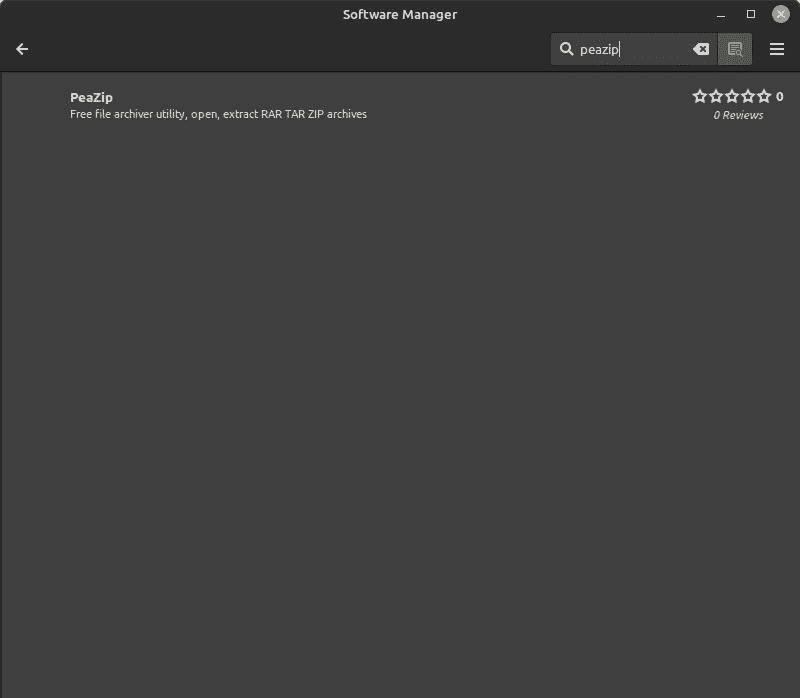 Software Manager
peazip
PeaZip
0
Free file archiver utility, open, extract RAR TAR ZIP archives
0 Reviews